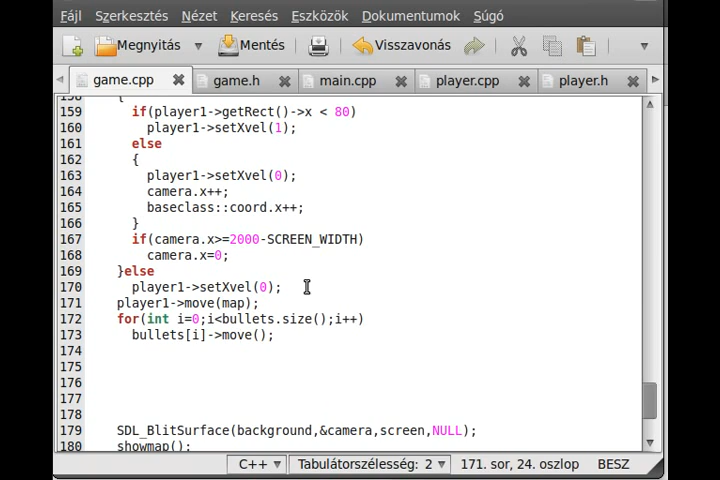 Fájl Szerkesztés Nézet Keresés Eszközök Dokumentumok Súgó
Megnyitás Mentés Visszavonás
game.cpp game.h main.cpp player.cpp player.h
158 {
159 if(player1->getRect()->x < 80)
160 player1->setXvel(1);
161 else
162 {
163 player1->setXvel(0);
164 camera.x++;
165 baseclass::coord.x++;
166 }
167 if(camera.x>=2000-SCREEN_WIDTH)
168 camera.x=0;
169 }else
170 player1->setXvel(0);
171 player1->move(map);
172 for(int i=0;i<bullets.size();i++)
173 bullets[i]->move();
174
175
176
177
178
179 SDL_BlitSurface(background,&camera,screen,NULL);
180 showmap();
C++ Tabulátorszélesség: 2 171. sor, 24. oszlop BESZ